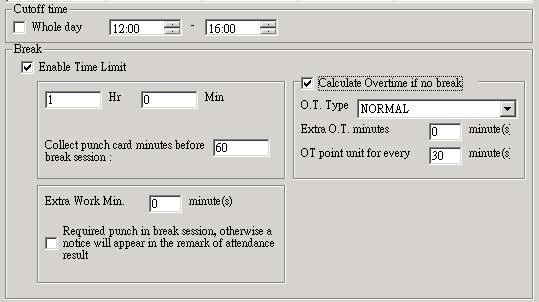 Cutoff time
Whole day 12:00 - 16:00
Break
Enable Time Limit
1 Hr 0 Min
Collect punch card minutes before
break session : 60
Extra Work Min. 0 minute(s)
Required punch in break session, otherwise a
notice will appear in the remark of attendance
result
Calculate Overtime if no break
O.T. Type NORMAL
Extra O.T. minutes 0 minute(s
OT point unit for every 30 minute(s